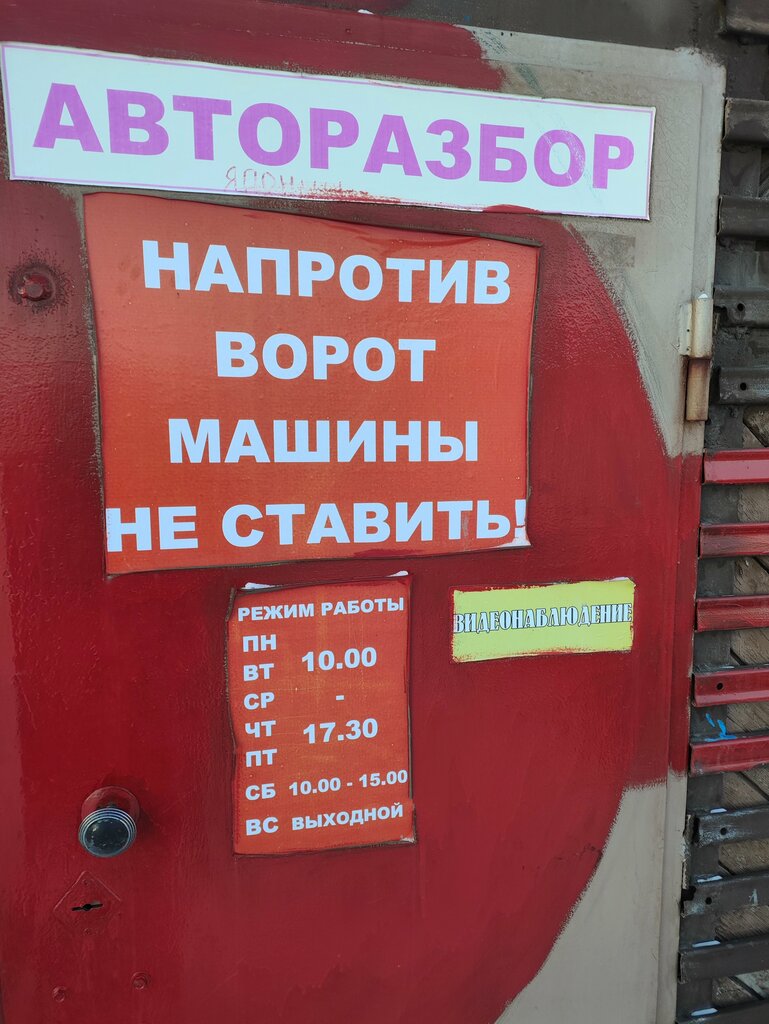 АВТОРАЗБОР
НАПРОТИВ
ВОРОТ
МАШИНЫ
НЕ СТАВИТЬ!
РЕЖИМ РАБОТЫ
ПН
ВТ 10.00
СР -
ЧТ 17.30
ПТ
СБ 10.00 - 15.00
ВС ВЫХОДНОЙ
ВИДЕОНАБЛЮДЕНИЕ